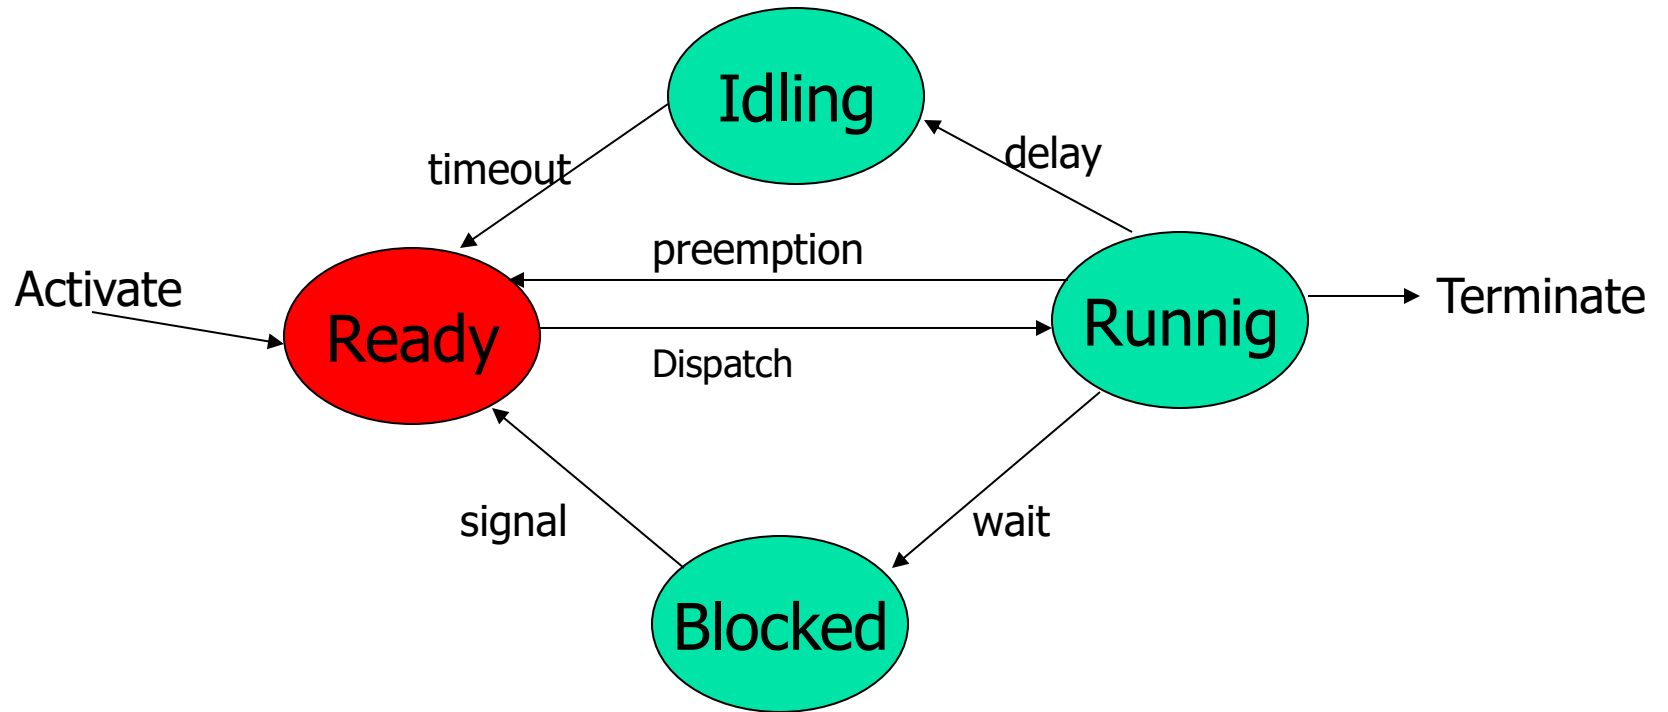 Idling
delay
timeout
preemption
Activate
Ready
Runnig
Terminate
Dispatch
signal
wait
Blocked